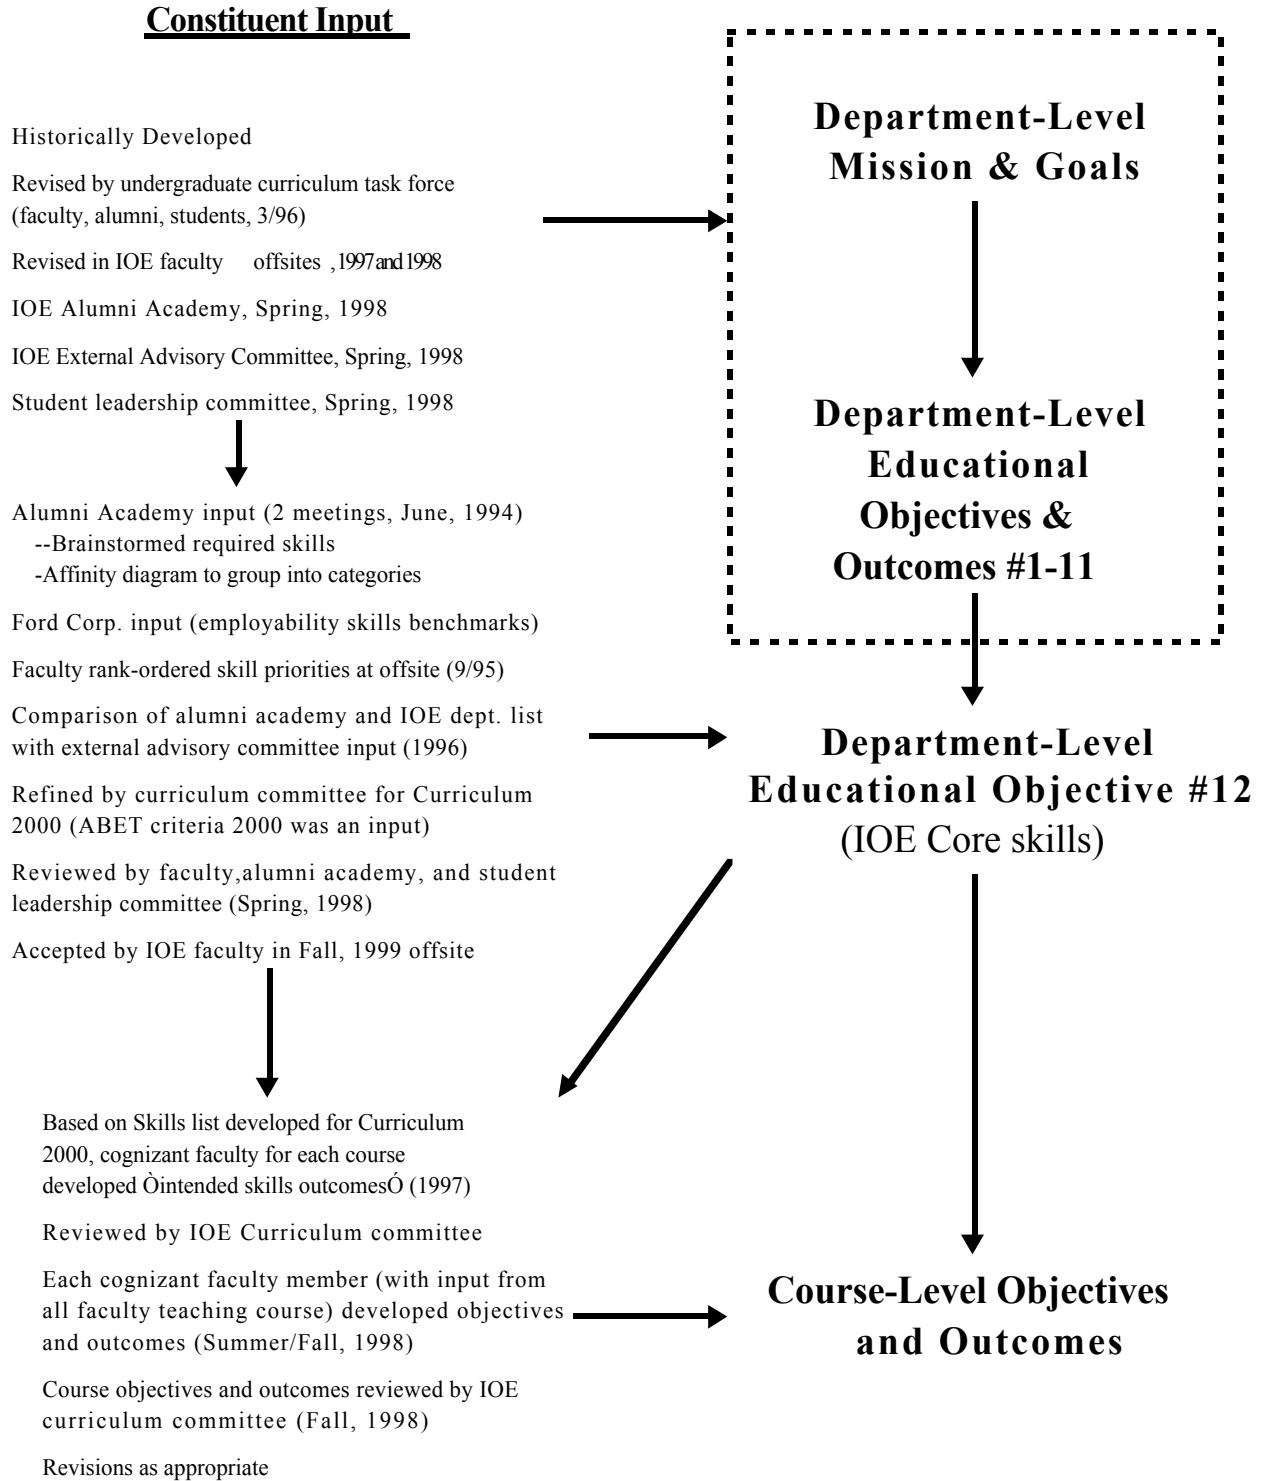 Constituent Input
Historically Developed
Revised by undergraduate curriculum task force
(faculty, alumni, students, 3/96)
Revised in IOE faculty offsites ,1997and1998
IOE Alumni Academy, Spring, 1998
IOE External Advisory Committee, Spring, 1998
Student leadership committee, Spring, 1998
Alumni Academy input (2 meetings, June, 1994)
--Brainstormed required skills
-Affinity diagram to group into categories
Ford Corp. input (employability skills benchmarks)
Faculty rank-ordered skill priorities at offsite (9/95)
Comparison of alumni academy and IOE dept. list
with external advisory committee input (1996)
Refined by curriculum committee for Curriculum
2000 (ABET criteria 2000 was an input)
Reviewed by faculty,alumni academy, and student
leadership committee (Spring, 1998)
Accepted by IOE faculty in Fall, 1999 offsite
Based on Skills list developed for Curriculum
2000, cognizant faculty for each course
developed Òintended skills outcomesÓ (1997)
Reviewed by IOE Curriculum committee
Each cognizant faculty member (with input from
all faculty teaching course) developed objectives
and outcomes (Summer/Fall, 1998)
Course objectives and outcomes reviewed by IOE
curriculum committee (Fall, 1998)
Revisions as appropriate
Department-Level
Mission & Goals
Department-Level
Educational
Objectives &
Outcomes #1-11
Department-Level
Educational Objective #12
(IOE Core skills)
Course-Level Objectives
and Outcomes